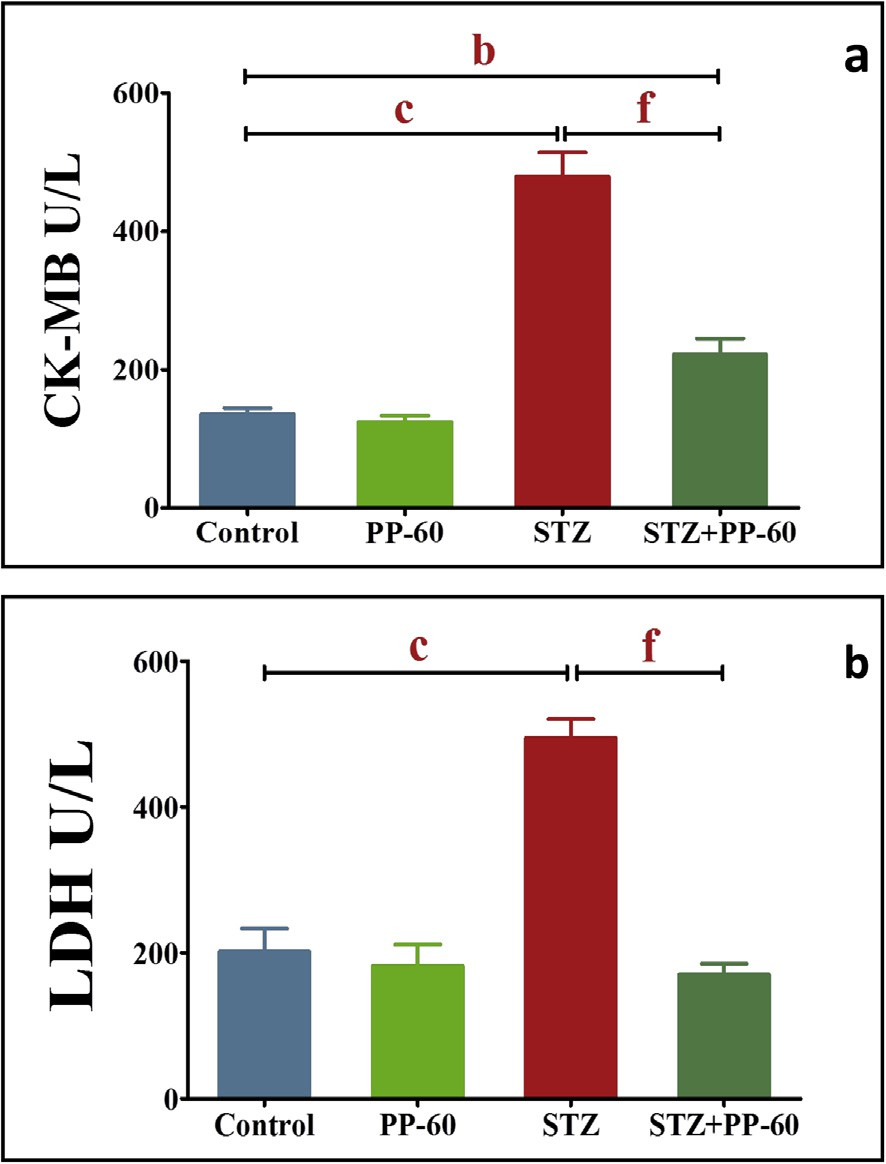 a
b
c
f
CK-MB U/L
600
400
200
0
Control
PP-60
STZ
STZ+PP-60
b
c
f
LDH U/L
600
400
200
0
Control
PP-60
STZ
STZ+PP-60